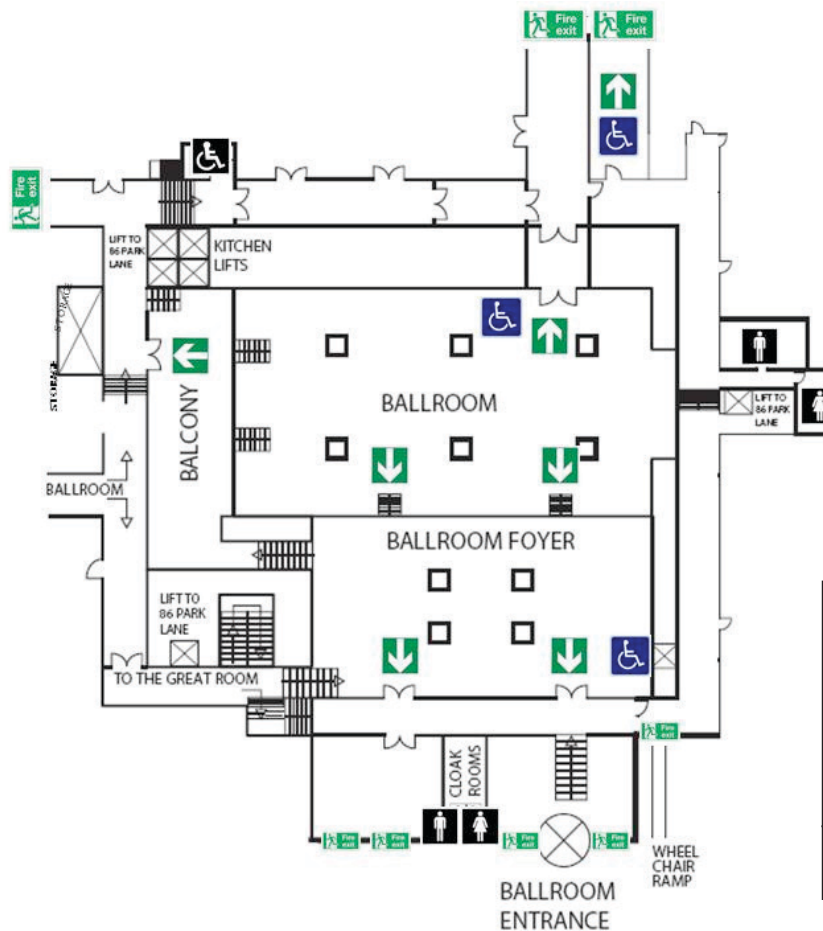 Fire
exit
Fire
exit
Fire
exit
LIFT TO
86 PARK
LANE
KITCHEN
LIFTS
STORAGE
STORAGE
BALCONY
BALLROOM
LIFT TO
86 PARK
LANE
BALLROOM
BALLROOM FOYER
LIFT TO
86 PARK
LANE
TO THE GREAT ROOM
Fire
exit
CLOAK
ROOMS
Fire
exit
Fire
exit
Fire
exit
Fire
exit
WHEEL
CHAIR
RAMP
BALLROOM
ENTRANCE